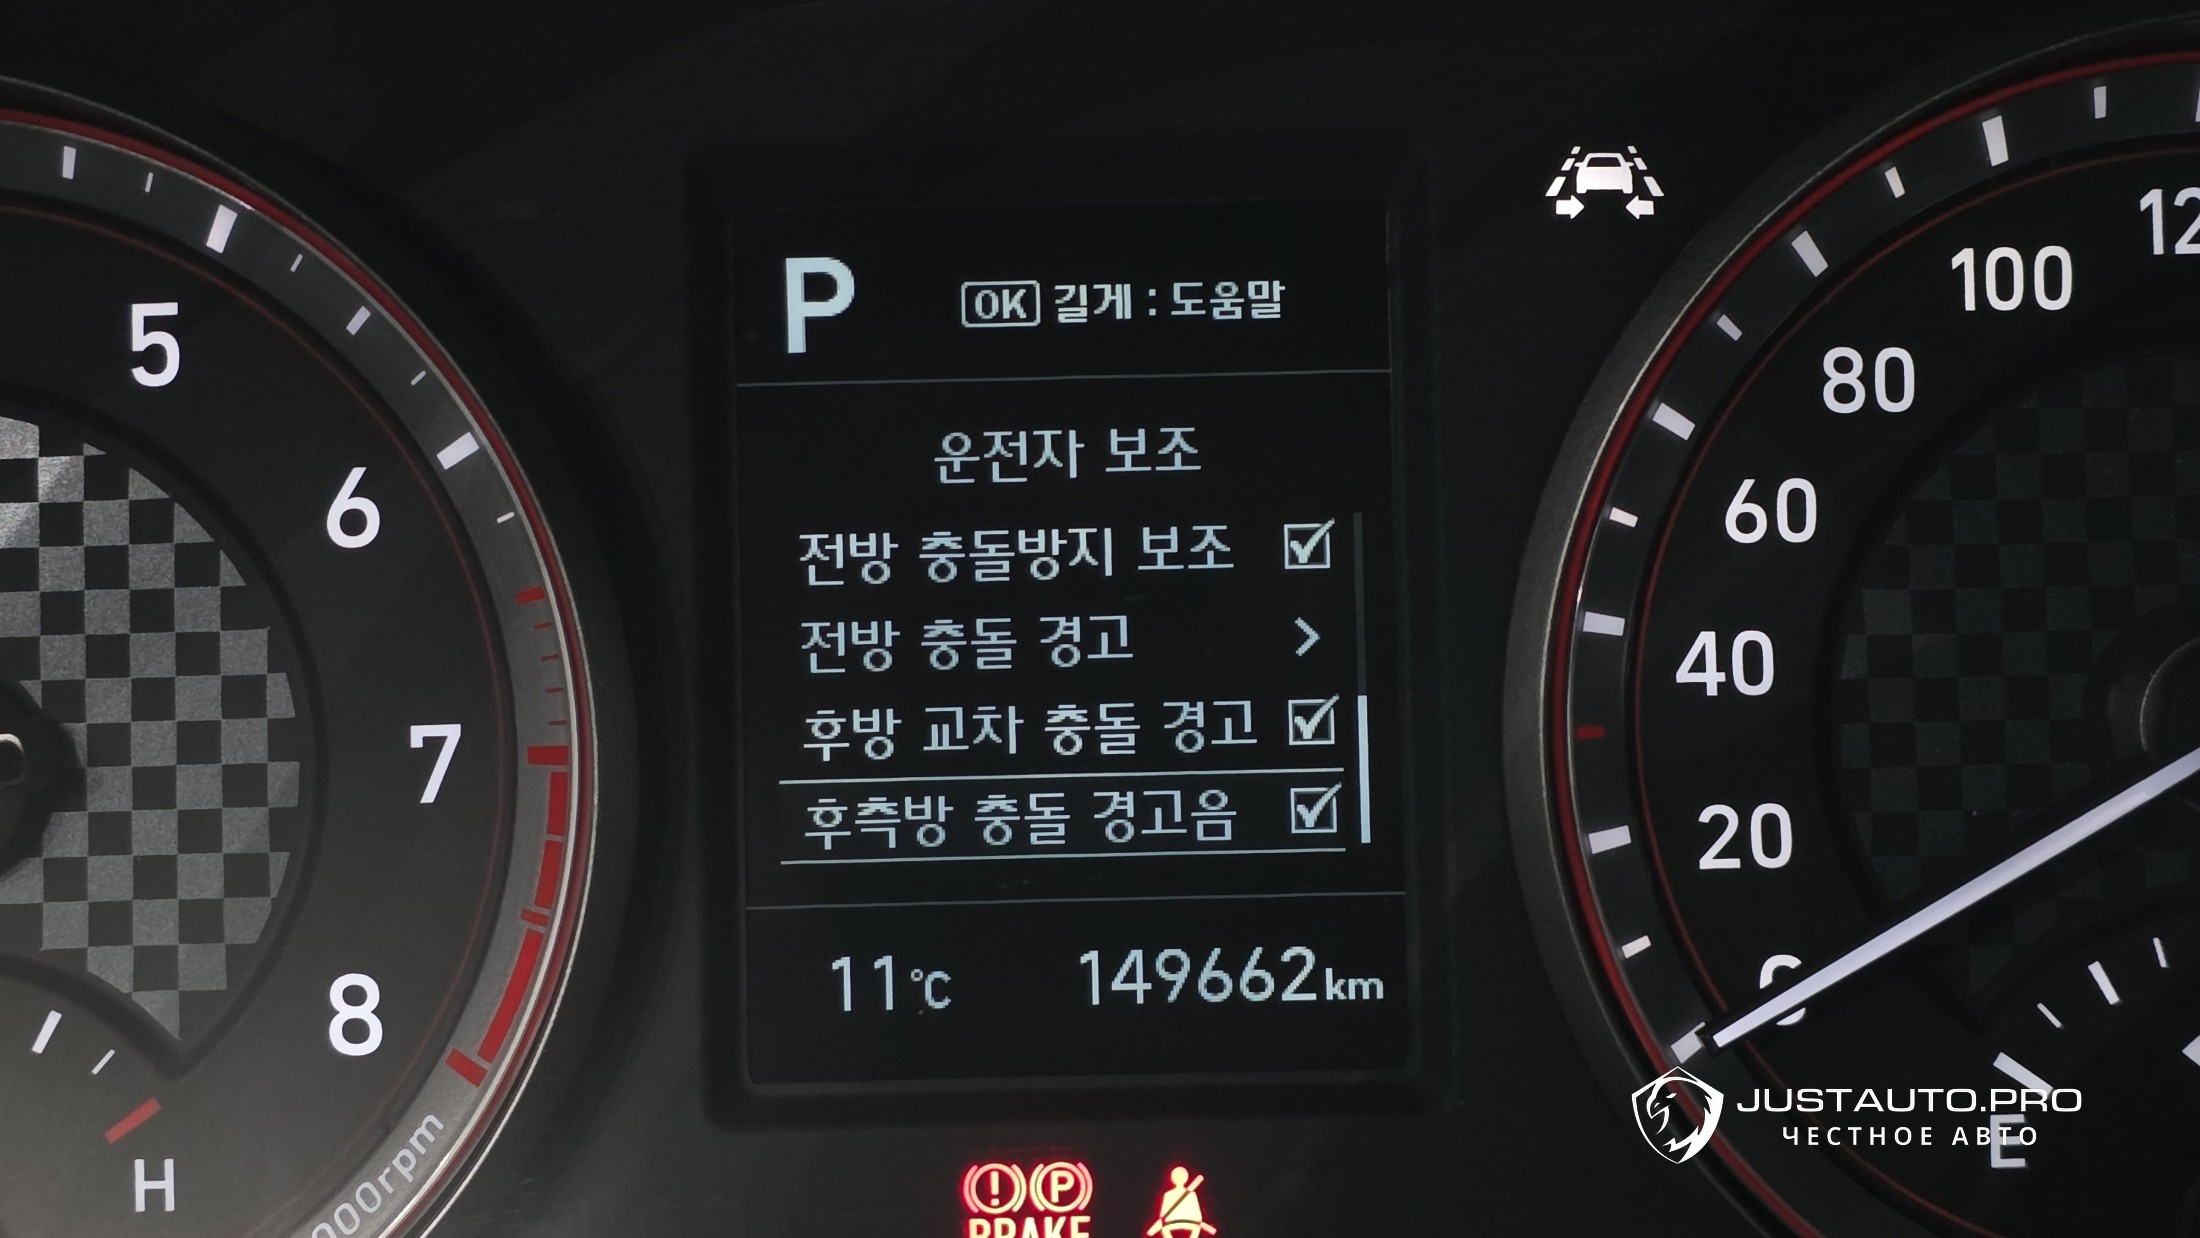 P
OK 길게 : 도움말
운전자 보조
전방 충돌방지 보조
전방 충돌 경고
후방 교차 충돌 경고
후측방 충돌 경고음
11℃ 149662km
5
6
7
8
H
000rpm
12
100
80
60
40
20
0
E
BRAKE
P
JUSTAUTO.PRO
ЧЕСТНОЕ АВТО